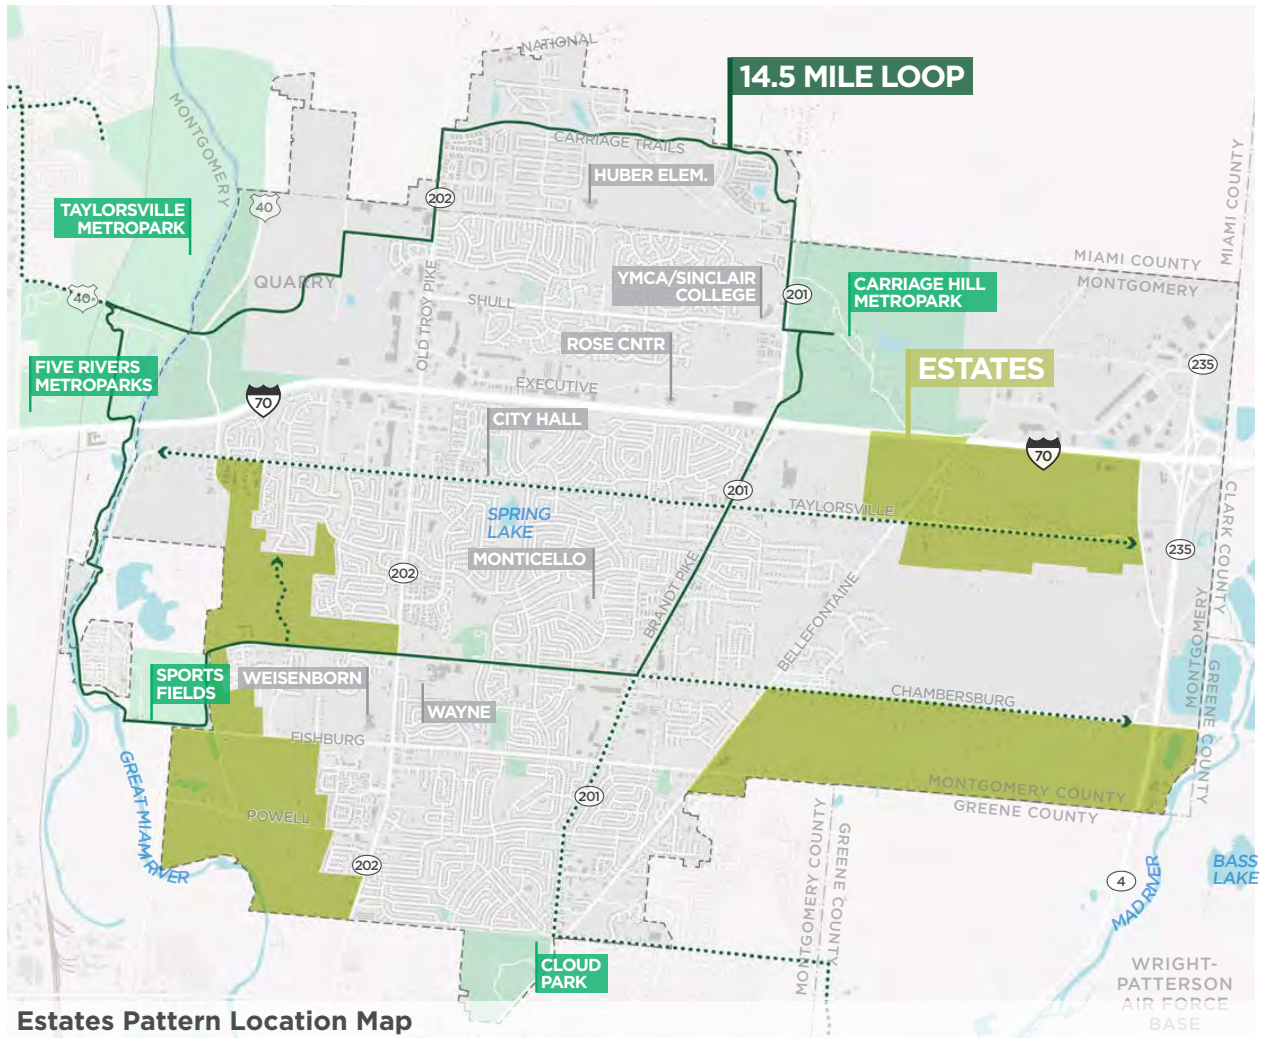 NATIONAL
14.5 MILE LOOP
MONTGOMERY
CARRIAGE TRAILS
HUBER ELEM.
MIAMI COUNTY
202
40
TAYLORSVILLE
METROPARK
MIAMI COUNTY
MONTGOMERY
QUARRY
YMCA/SINCLAIR
COLLEGE
CARRIAGE HILL
METROPARK
40
SHULL
201
OLD TROY PIKE
ROSE CNTR
ESTATES
235
FIVE RIVERS
METROPARKS
EXECUTIVE
70
CITY HALL
70
201
TAYLORSVILLE
SPRING
LAKE
CLARK COUNTY
MONTICELLO
235
202
BRANDT PIKE
BELLEFONTAINE
MONTGOMERY
GREENE COUNTY
SPORTS
FIELDS
WEISENBORN
WAYNE
CHAMBERSBURG
FISHBURG
GREAT MIAMI RIVER
MONTGOMERY COUNTY
GREENE COUNTY
201
POWELL
MONTGOMERY COUNTY
GREENE COUNTY
202
BASS
LAKE
4
MAD RIVER
CLOUD
PARK
WRIGHT-
PATTERSON
AIR FORCE
BASE
Estates Pattern Location Map